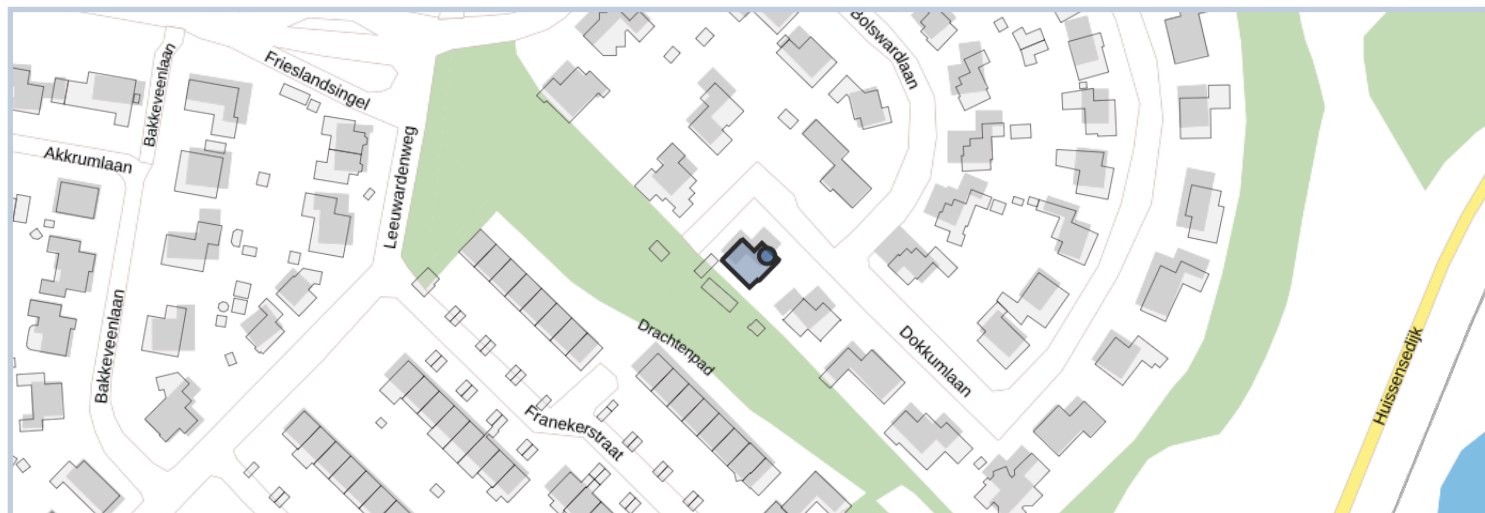 Bolswardlaan
Bakkeveenlaan
Frieslandsingel
Akkrumlaan
Leeuwardenweg
Bakkeveenlaan
Drachtenpad
Dokkumlaan
Huissensedijk
Franekerstraat